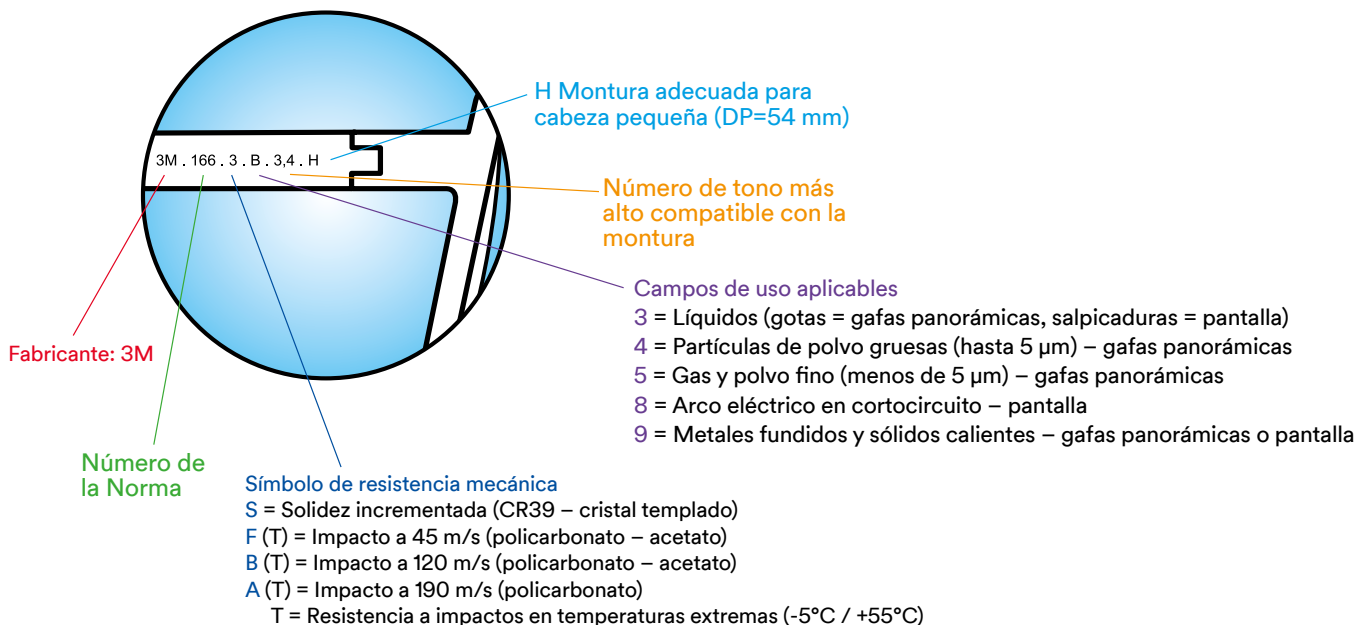 H Montura adecuada para
cabeza pequeña (DP=54 mm)
3M . 166 . 3 . B . 3,4 . H
Número de tono más
alto compatible con la
montura
Campos de uso aplicables
3 = Líquidos (gotas = gafas panorámicas, salpicaduras = pantalla)
4 = Partículas de polvo gruesas (hasta 5 µm) – gafas panorámicas
5 = Gas y polvo fino (menos de 5 µm) – gafas panorámicas
8 = Arco eléctrico en cortocircuito – pantalla
9 = Metales fundidos y sólidos calientes – gafas panorámicas o pantalla
Fabricante: 3M
Número de
la Norma
Símbolo de resistencia mecánica
S = Solidez incrementada (CR39 – cristal templado)
F (T) = Impacto a 45 m/s (policarbonato – acetato)
B (T) = Impacto a 120 m/s (policarbonato – acetato)
A (T) = Impacto a 190 m/s (policarbonato)
T = Resistencia a impactos en temperaturas extremas (-5°C / +55°C)